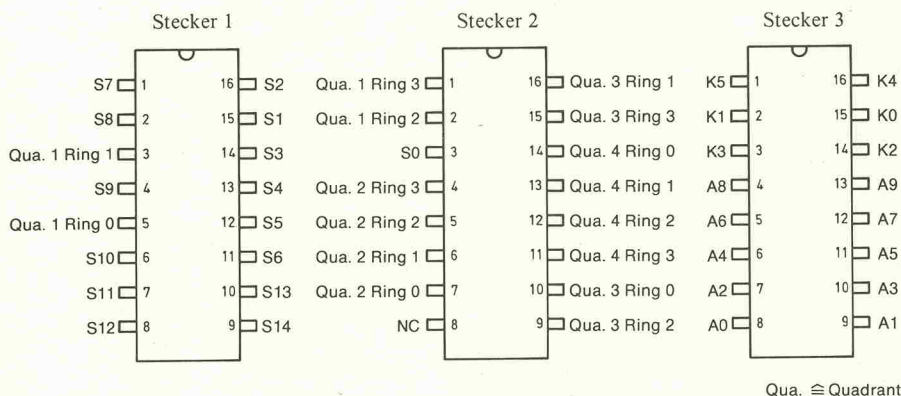 Stecker 1 Stecker 2 Stecker 3
S7 1 16 S2 Qua. 1 Ring 3 1 16 Qua. 3 Ring 1 K5 1 16 K4
S8 2 15 S1 Qua. 1 Ring 2 2 15 Qua. 3 Ring 3 K1 2 15 K0
Qua. 1 Ring 1 3 14 S3 S0 3 14 Qua. 4 Ring 0 K3 3 14 K2
S9 4 13 S4 Qua. 2 Ring 3 4 13 Qua. 4 Ring 1 A8 4 13 A9
Qua. 1 Ring 0 5 12 S5 Qua. 2 Ring 2 5 12 Qua. 4 Ring 2 A6 5 12 A7
S10 6 11 S6 Qua. 2 Ring 1 6 11 Qua. 4 Ring 3 A4 6 11 A5
S11 7 10 S13 Qua. 2 Ring 0 7 10 Qua. 3 Ring 0 A2 7 10 A3
S12 8 9 S14 NC 8 9 Qua. 3 Ring 2 A0 8 9 A1
Qua. ≙ Quadrant